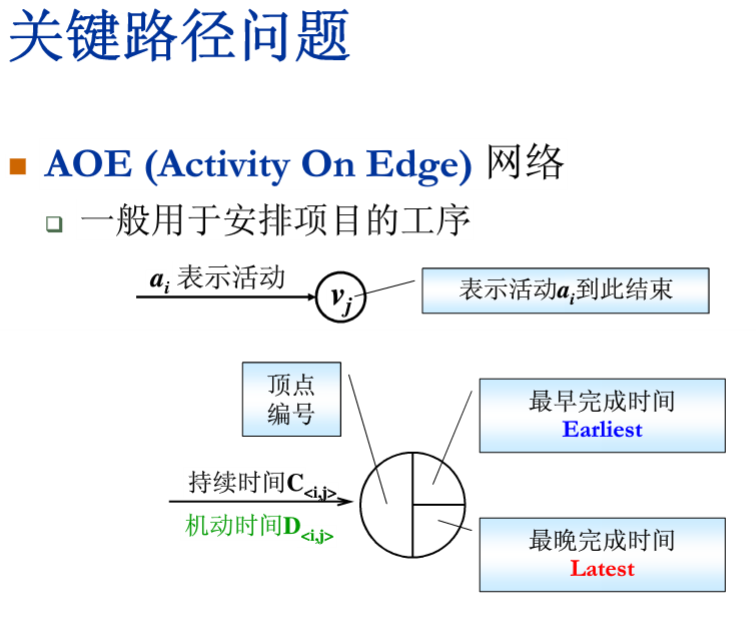 关键路径问题
AOE (Activity On Edge) 网络
一般用于安排项目的工序
ai 表示活动
vj
表示活动ai到此结束
顶点
编号
最早完成时间
Earliest
持续时间C<i,j>
机动时间D<i,j>
最晚完成时间
Latest